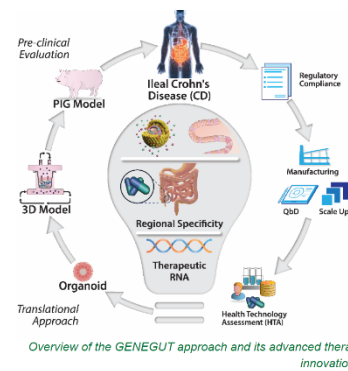 Pre-clinical
Evaluation
Ileal Crohn's
Disease (CD)
Regulatory
Compliance
PIG Model
Manufacturing
QbD
Scale Up
3D Model
Regional Specificity
Therapeutic
RNA
Organoid
Health Technology
Assessment (HTA)
Translational
Approach
Overview of the GENEGUT approach and its advanced thera
innovatio